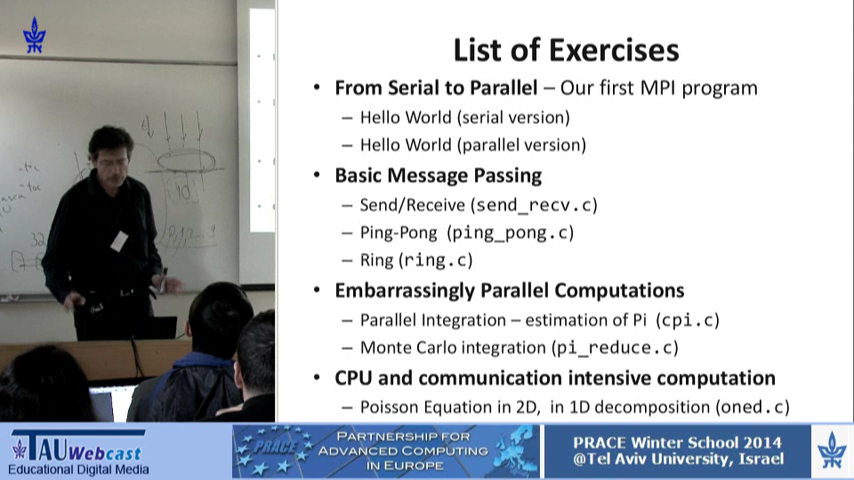 List of Exercises
• From Serial to Parallel – Our first MPI program
– Hello World (serial version)
– Hello World (parallel version)
• Basic Message Passing
– Send/Receive (send_recv.c)
– Ping-Pong (ping_pong.c)
– Ring (ring.c)
• Embarrassingly Parallel Computations
– Parallel Integration – estimation of Pi (cpi.c)
– Monte Carlo integration (pi_reduce.c)
• CPU and communication intensive computation
– Poisson Equation in 2D, in 1D decomposition (oned.c)
32
TAU Webcast
Educational Digital Media
PRACE
PARTNERSHIP FOR
ADVANCED COMPUTING
IN EUROPE
PRACE Winter School 2014
@Tel Aviv University, Israel